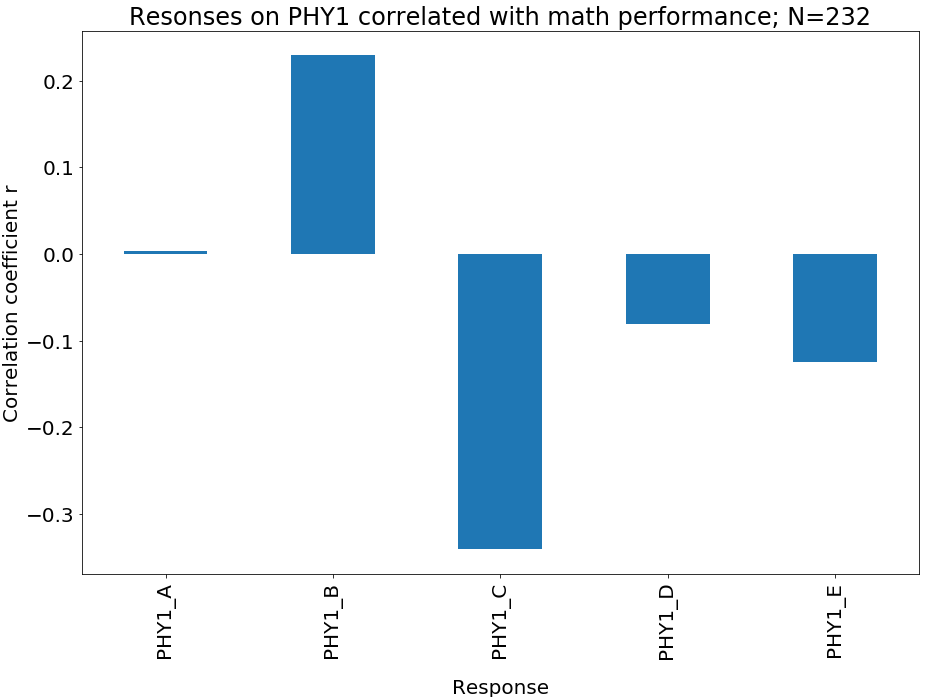 Resonses on PHY1 correlated with math performance; N=232
Correlation coefficient r
0.2
0.1
0.0
−0.1
−0.2
−0.3
PHY1_A
PHY1_B
PHY1_C
PHY1_D
PHY1_E
Response